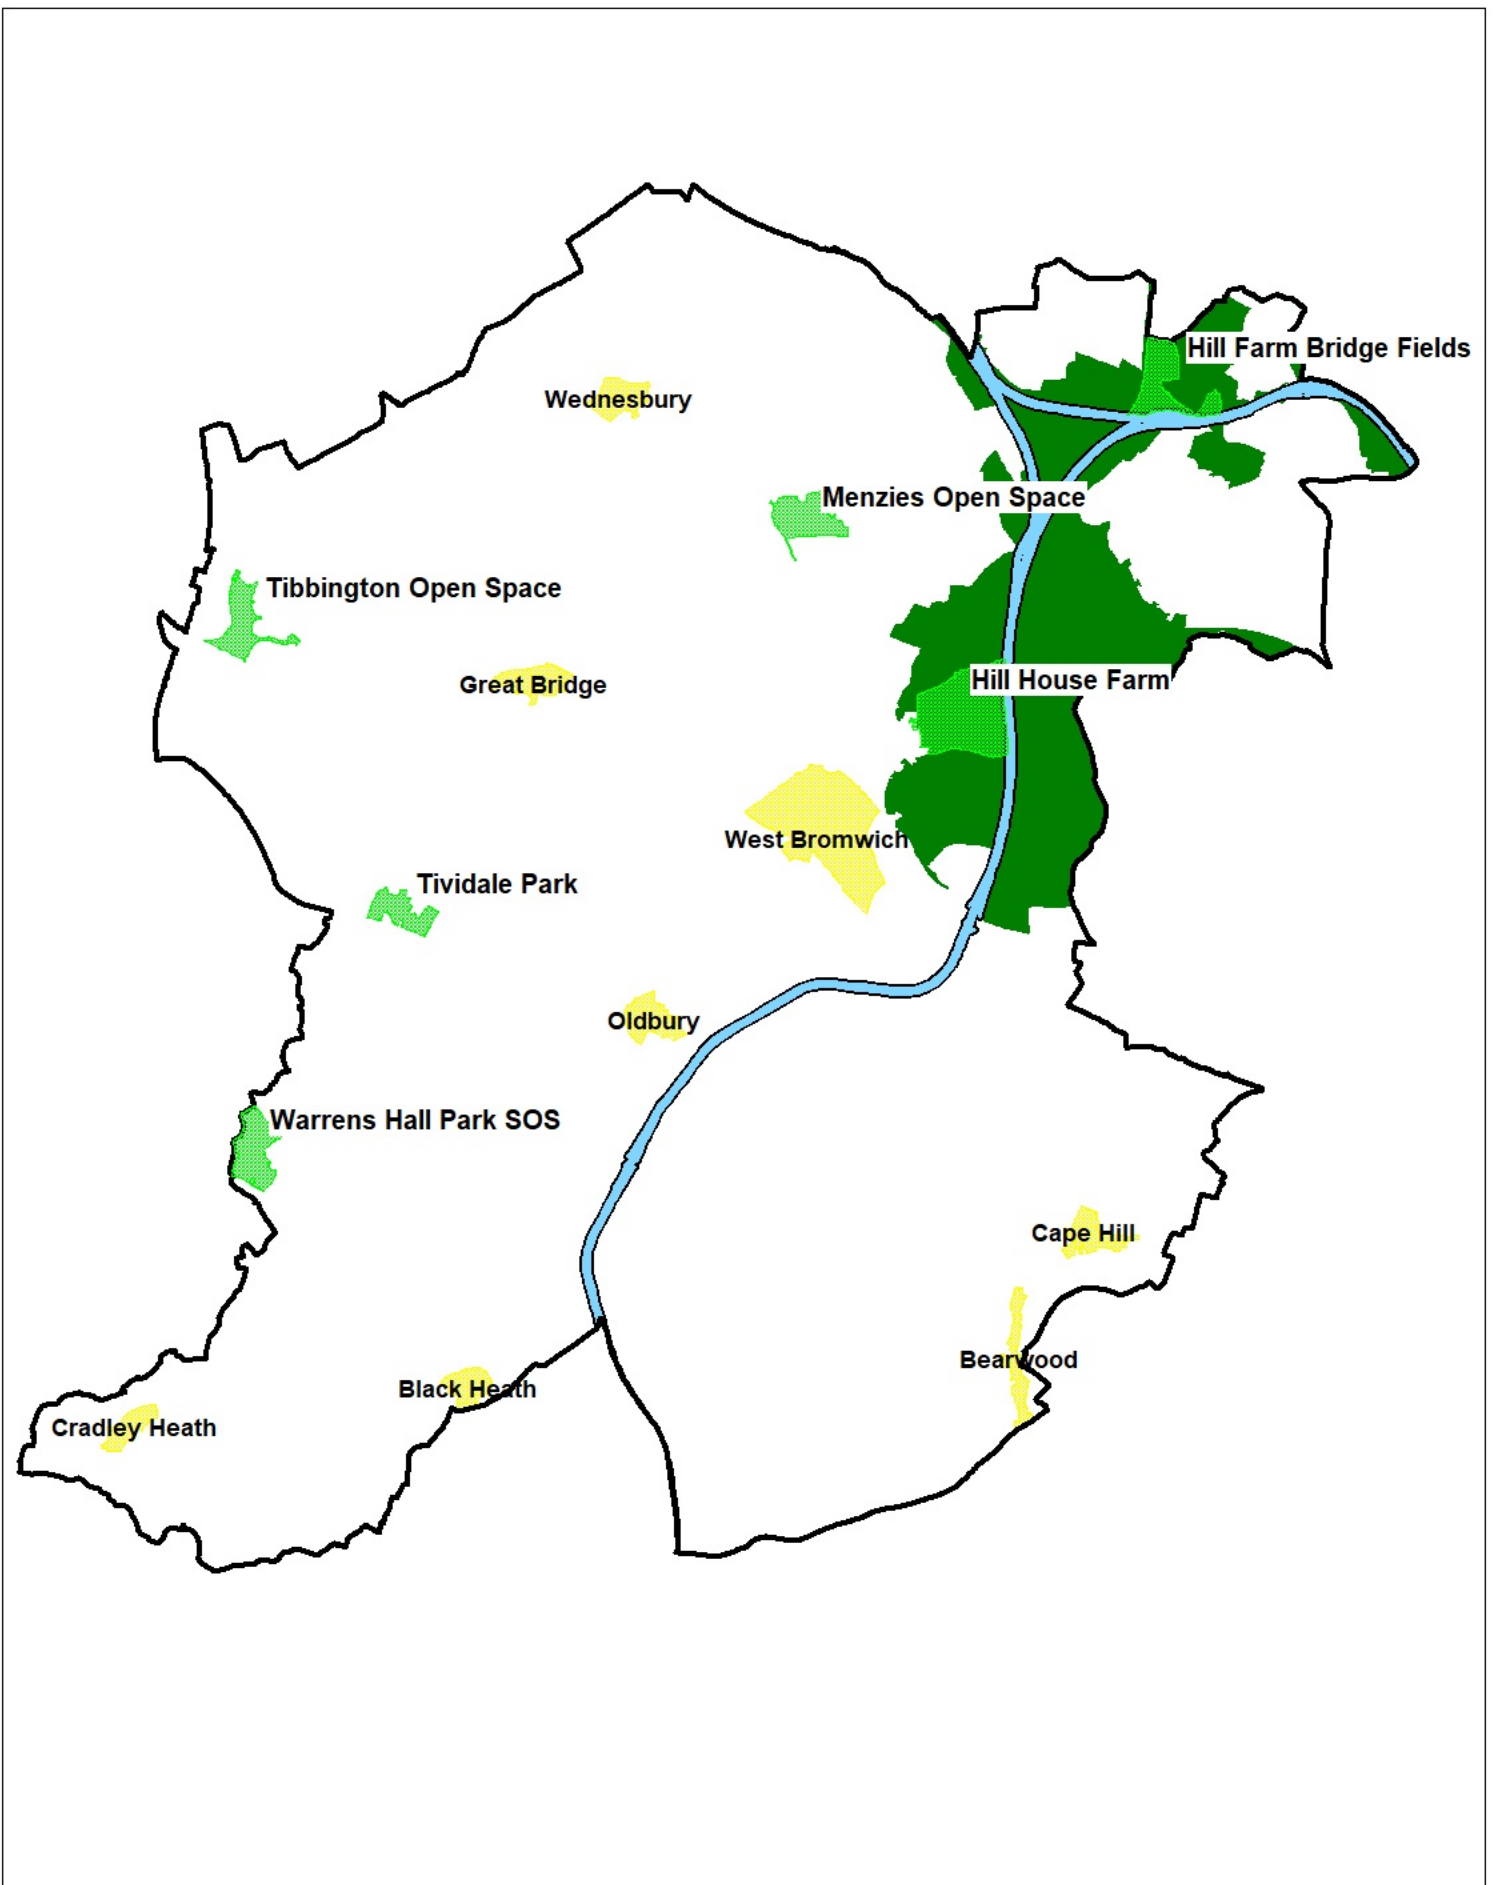 Hill Farm Bridge Fields
Wednesbury
Menzies Open Space
Tibbington Open Space
Hill House Farm
Great Bridge
West Bromwich
Tividale Park
Oldbury
Warrens Hall Park SOS
Cape Hill
Bearwood
Black Heath
Cradley Heath